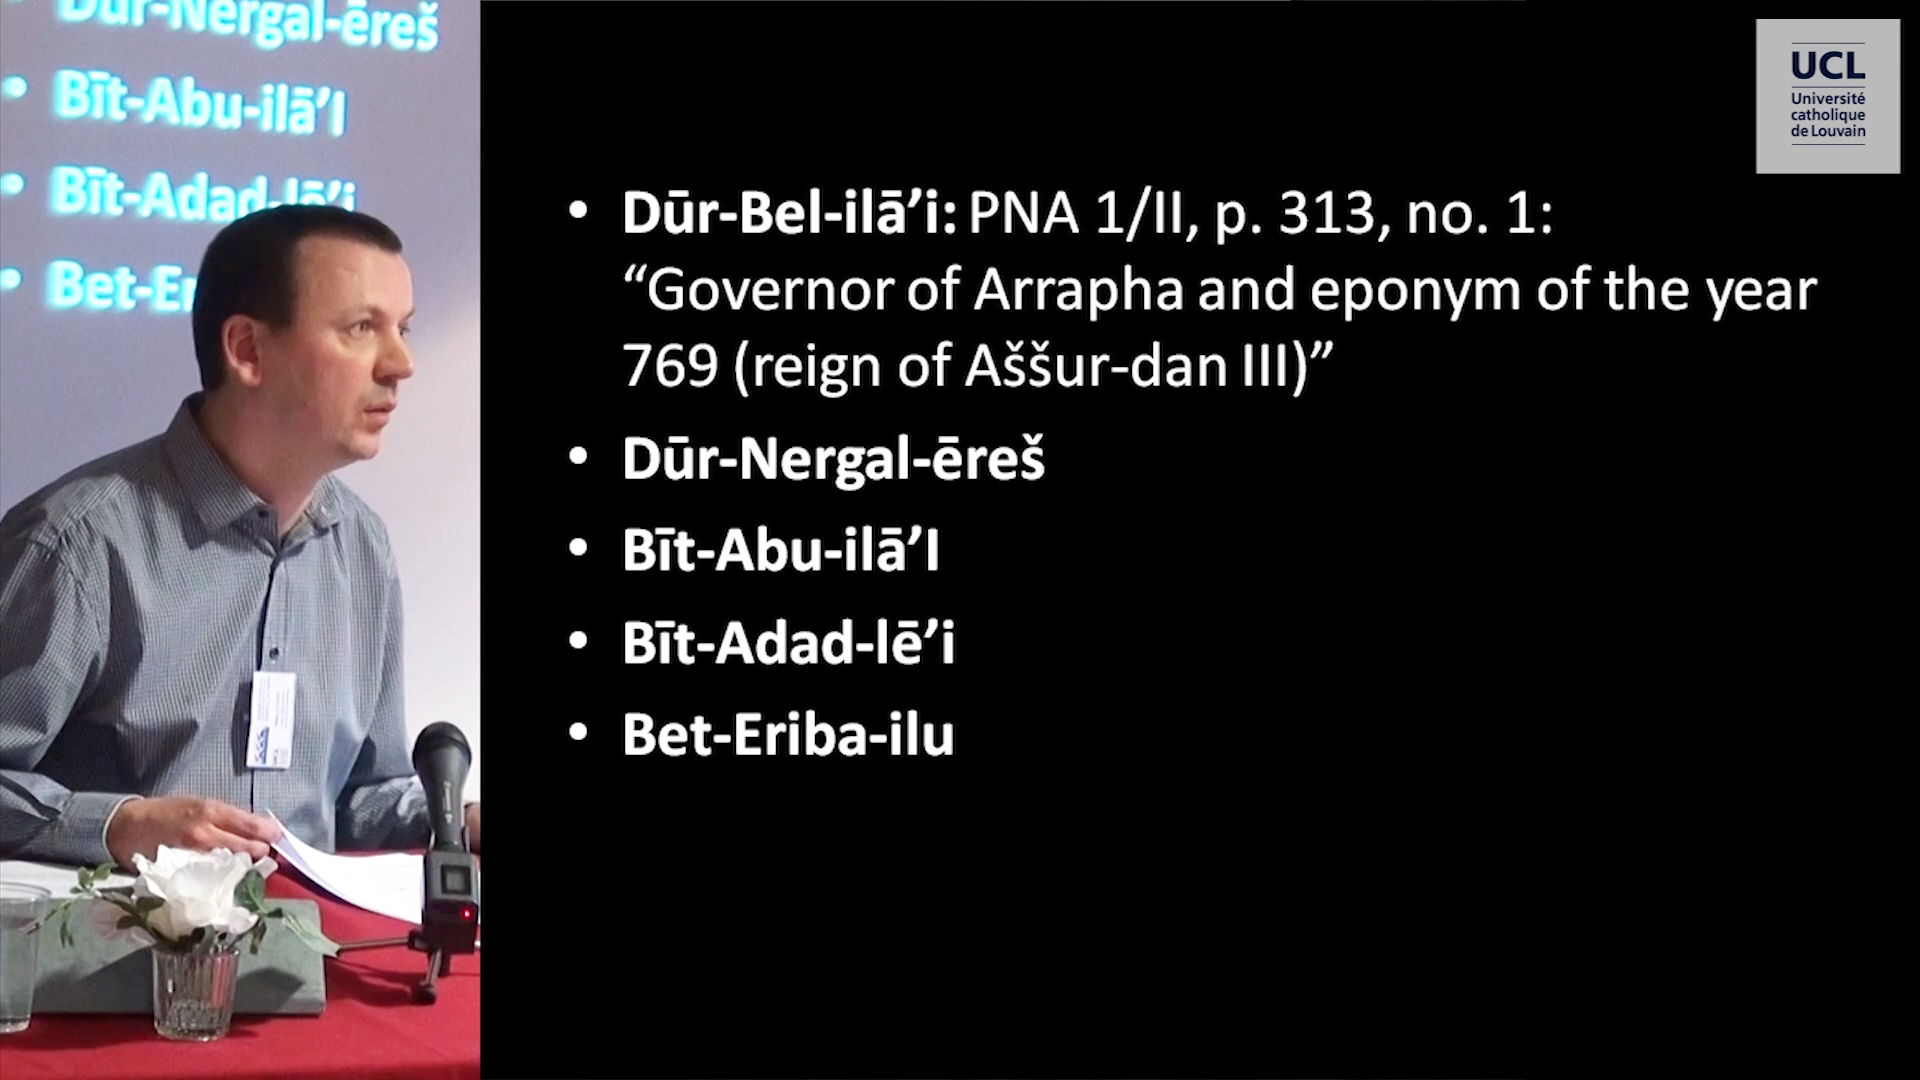 Dūr-Nergal-ēreš
• Bīt-Abu-ilā’I
• Bīt-Adad-lē’i
• Bet-Er
UCL
Université
catholique
de Louvain
• Dūr-Bel-ilā’i: PNA 1/II, p. 313, no. 1:
“Governor of Arrapha and eponym of the year
769 (reign of Aššur-dan III)”
• Dūr-Nergal-ēreš
• Bīt-Abu-ilā’I
• Bīt-Adad-lē’i
• Bet-Eriba-ilu